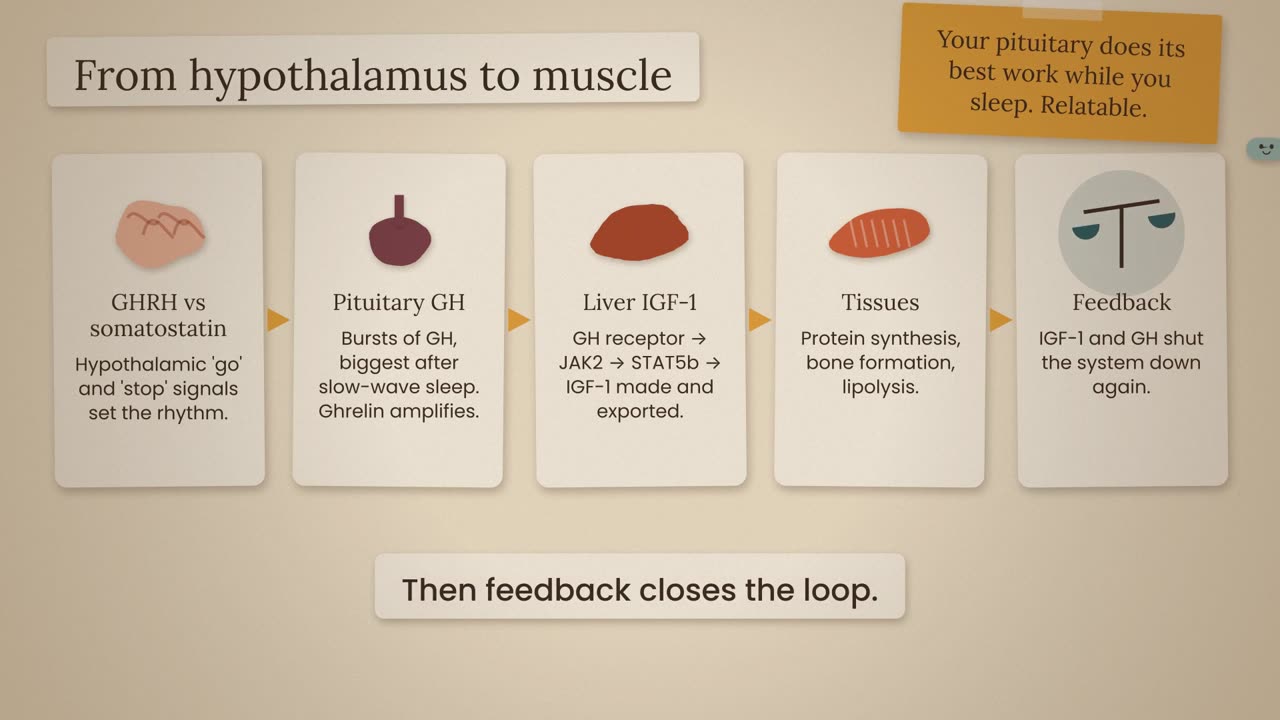 From hypothalamus to muscle
Your pituitary does its
best work while you
sleep. Relatable.
GHRH vs
somatostatin
Hypothalamic 'go'
and 'stop' signals
set the rhythm.
Pituitary GH
Bursts of GH,
biggest after
slow-wave sleep.
Ghrelin amplifies.
Liver IGF-1
GH receptor →
JAK2 → STAT5b →
IGF-1 made and
exported.
Tissues
Protein synthesis,
bone formation,
lipolysis.
Feedback
IGF-1 and GH shut
the system down
again.
Then feedback closes the loop.